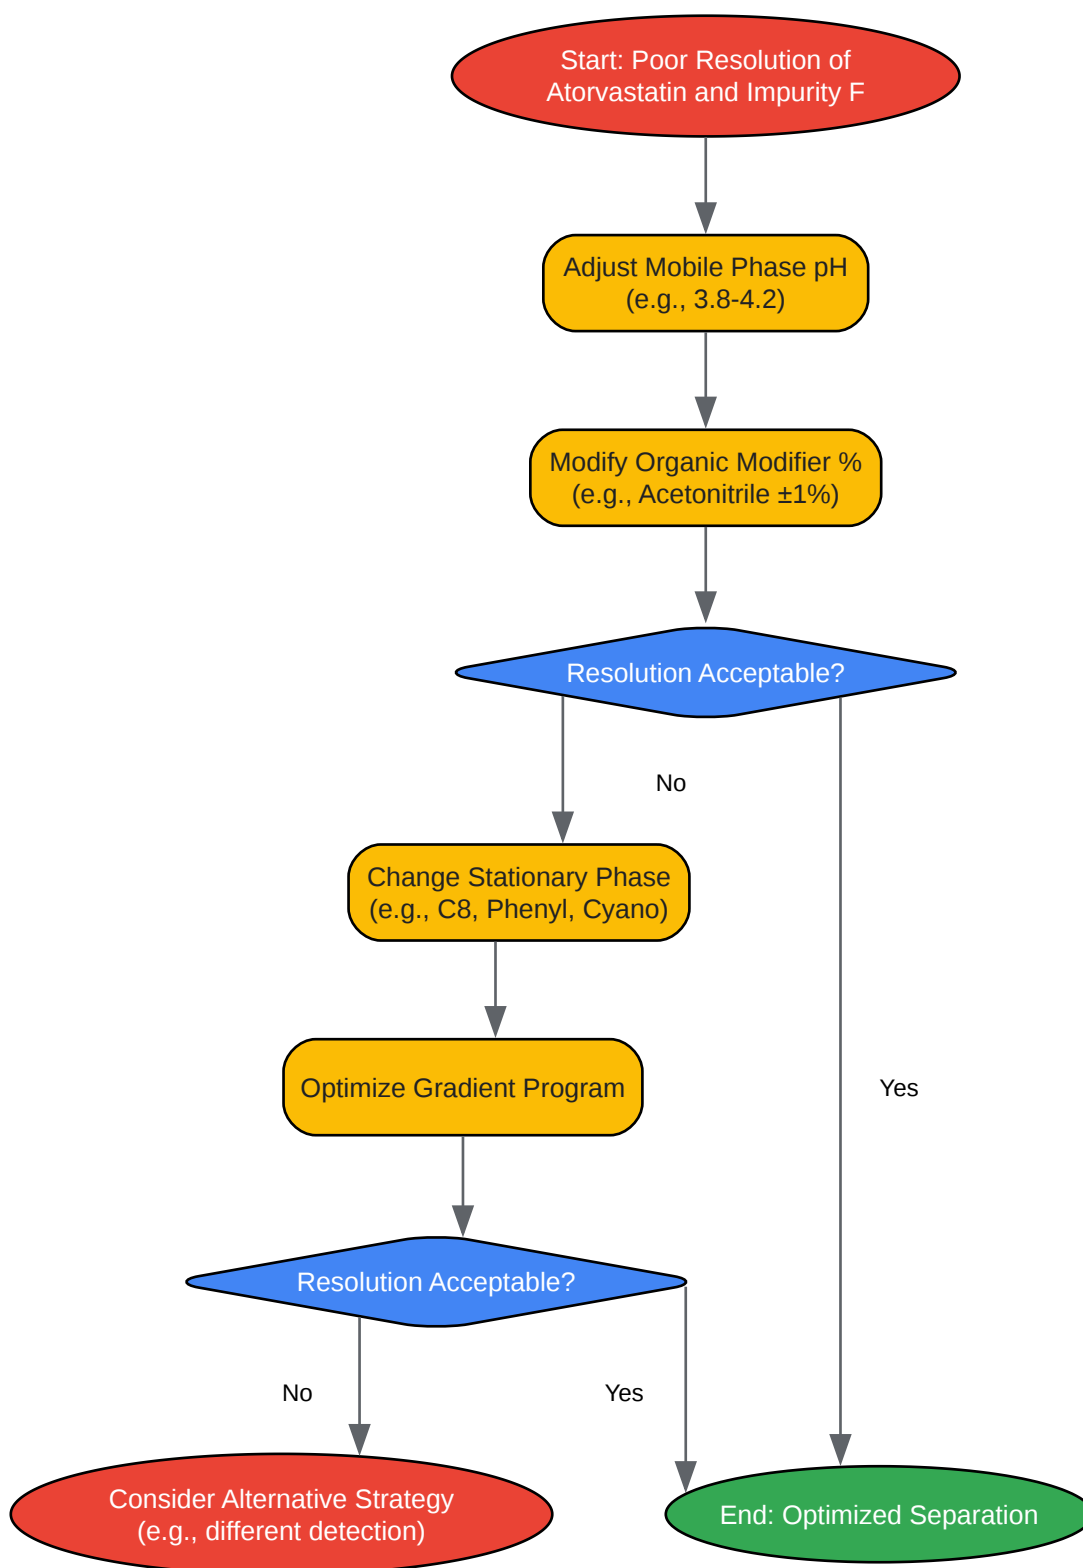 Start: Poor Resolution of
Atorvastatin and Impurity F
Adjust Mobile Phase pH
(e.g., 3.8-4.2)
Modify Organic Modifier %
(e.g., Acetonitrile ±1%)
Resolution Acceptable?
No
Change Stationary Phase
(e.g., C8, Phenyl, Cyano)
Optimize Gradient Program
Yes
Resolution Acceptable?
No
Yes
Consider Alternative Strategy
(e.g., different detection)
End: Optimized Separation